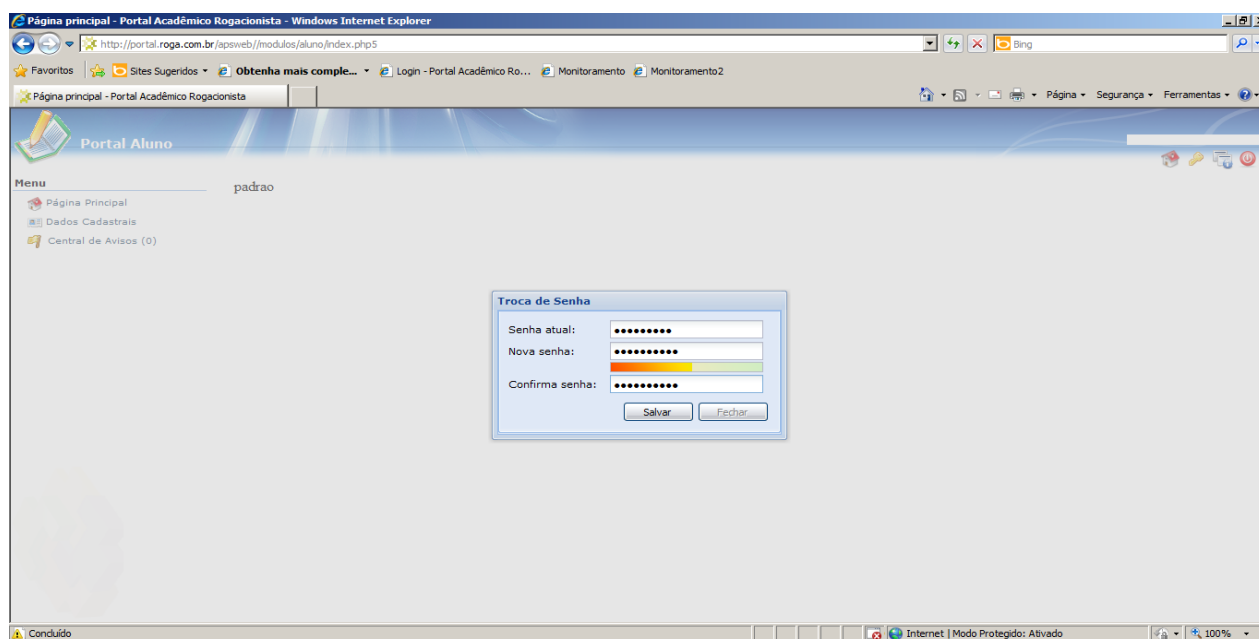 Página principal - Portal Acadêmico Rogacionista - Windows Internet Explorer
http://portal.roga.com.br/apsweb//modulos/aluno/index.php5
Bing
Favoritos Sites Sugeridos Obtenha mais comple... Login - Portal Acadêmico Ro... Monitoramento Monitoramento2
Página principal - Portal Acadêmico Rogacionista
Página Segurança Ferramentas
Portal Aluno
Menu
padrao
Página Principal
Dados Cadastrais
Central de Avisos (0)
Troca de Senha
Senha atual: •••••••••
Nova senha: ••••••••••
Confirma senha: ••••••••••
Salvar Fechar
Concluído Internet | Modo Protegido: Ativado 100%